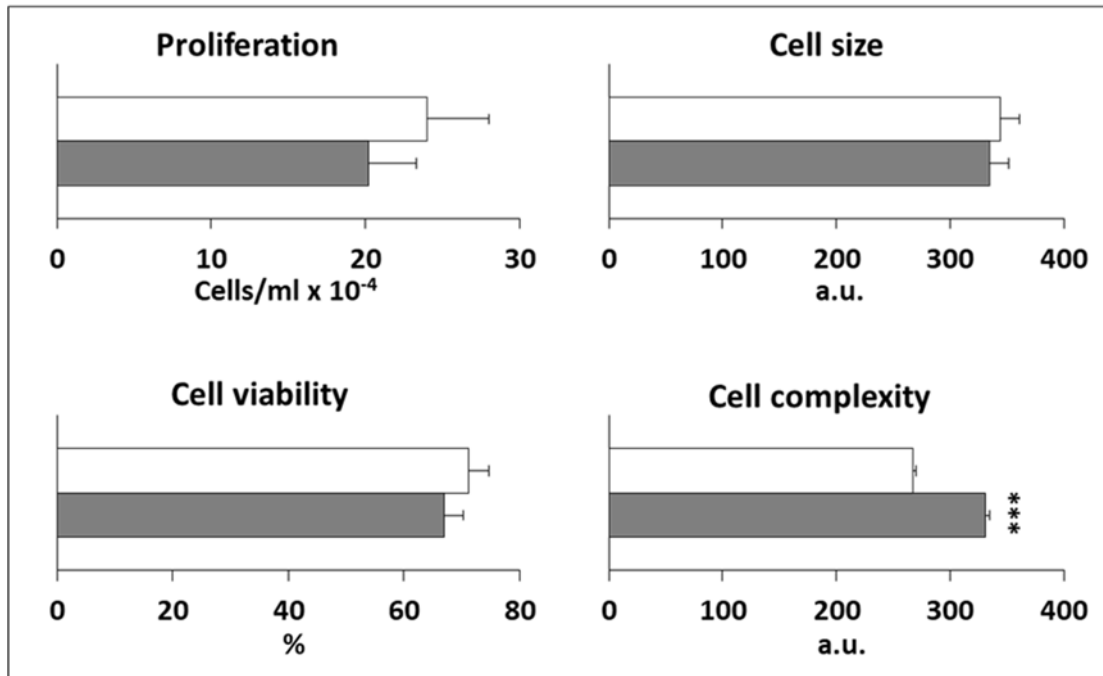 Proliferation
0 10 20 30
Cells/ml x 10⁻⁴
Cell size
0 100 200 300 400
a.u.
Cell viability
0 20 40 60 80
%
Cell complexity
***
0 100 200 300 400
a.u.